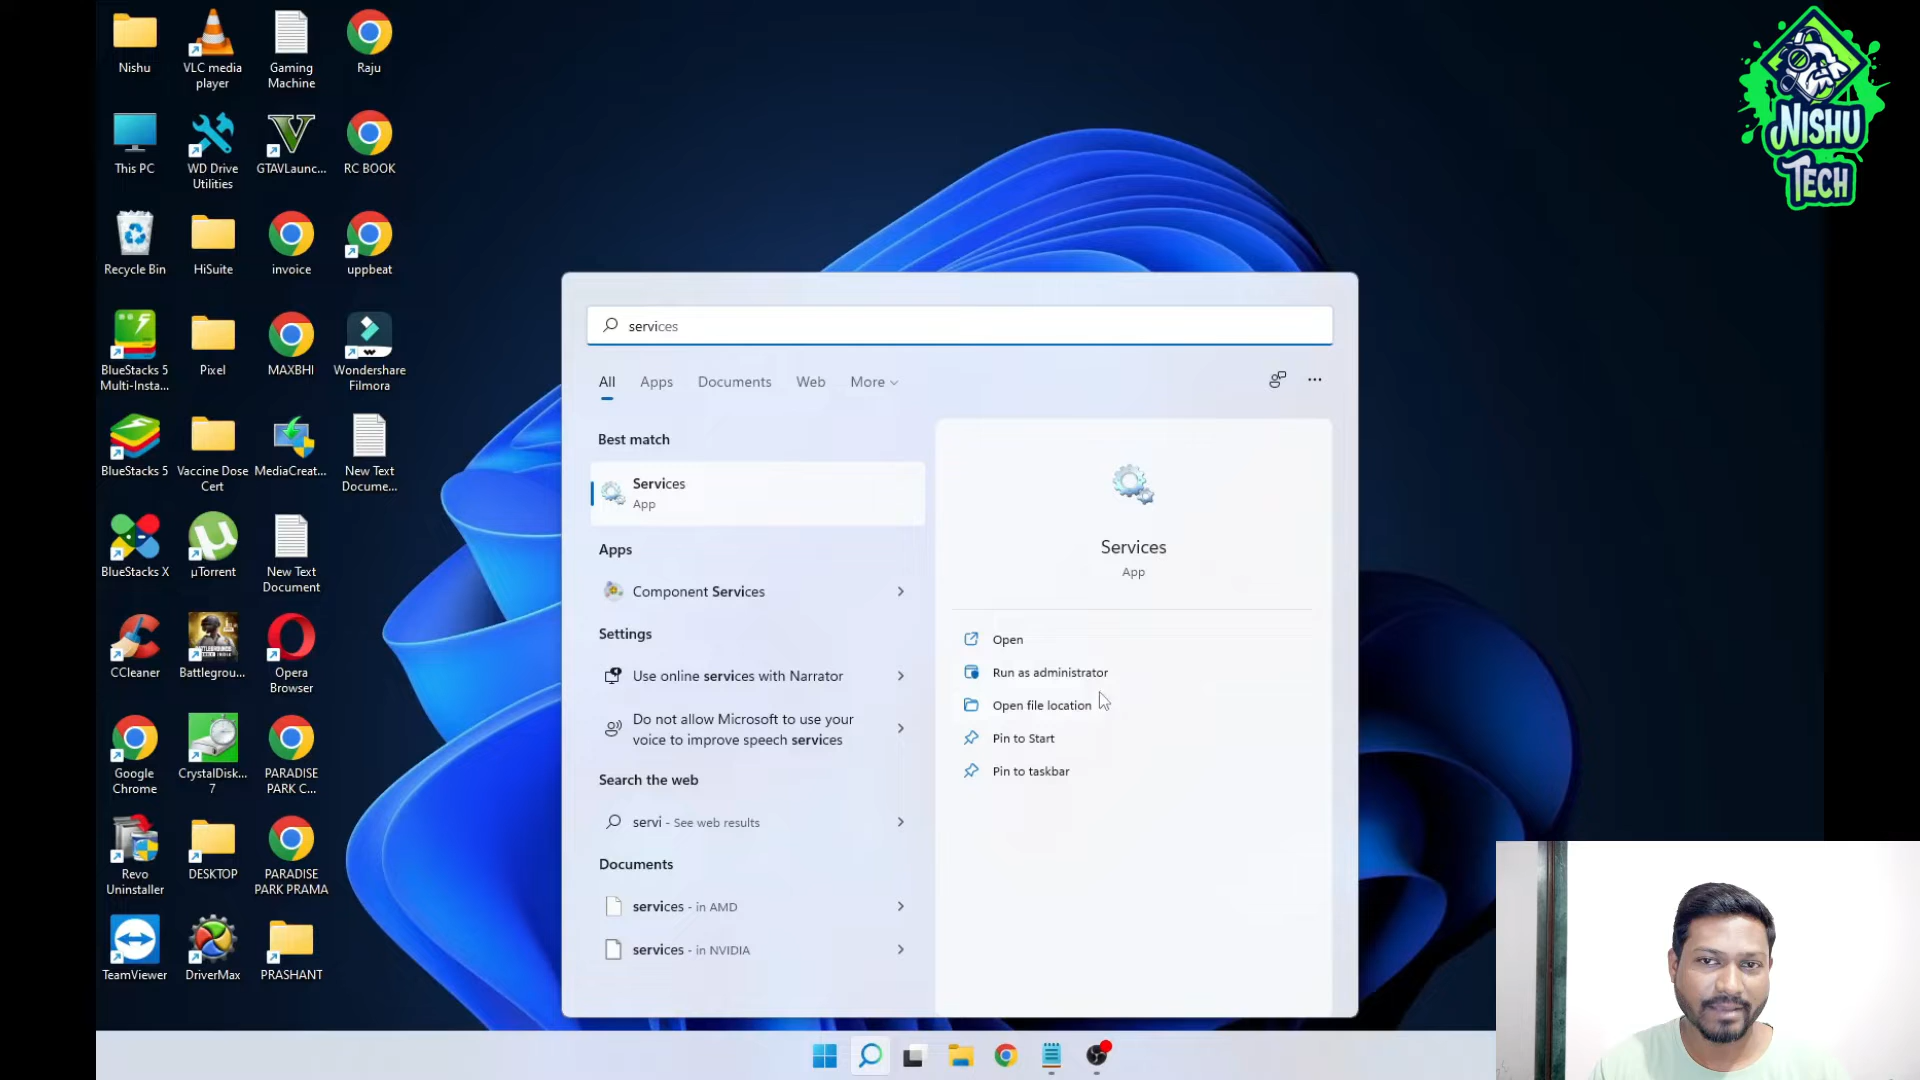 Nishu
VLC media
player
Gaming
Machine
Raju
This PC
WD Drive
Utilities
GTAVLaunc...
RC BOOK
Recycle Bin
HiSuite
invoice
uppbeat
BlueStacks 5
Multi-Insta...
Pixel
MAXBHI
Wondershare
Filmora
BlueStacks 5
Vaccine Dose
Cert
MediaCreat...
New Text
Docume...
BlueStacks X
µTorrent
New Text
Document
CCleaner
Battlegrou...
Opera
Browser
Google
Chrome
CrystalDisk...
7
PARADISE
PARK C...
Revo
Uninstaller
DESKTOP
PARADISE
PARK PRAMA
TeamViewer
DriverMax
PRASHANT
services
All
Apps
Documents
Web
More
Best match
Services
App
Apps
Component Services
Settings
Use online services with Narrator
Do not allow Microsoft to use your
voice to improve speech services
Search the web
servi - See web results
Documents
services - in AMD
services - in NVIDIA
Services
App
Open
Run as administrator
Open file location
Pin to Start
Pin to taskbar
NISHU
TECH